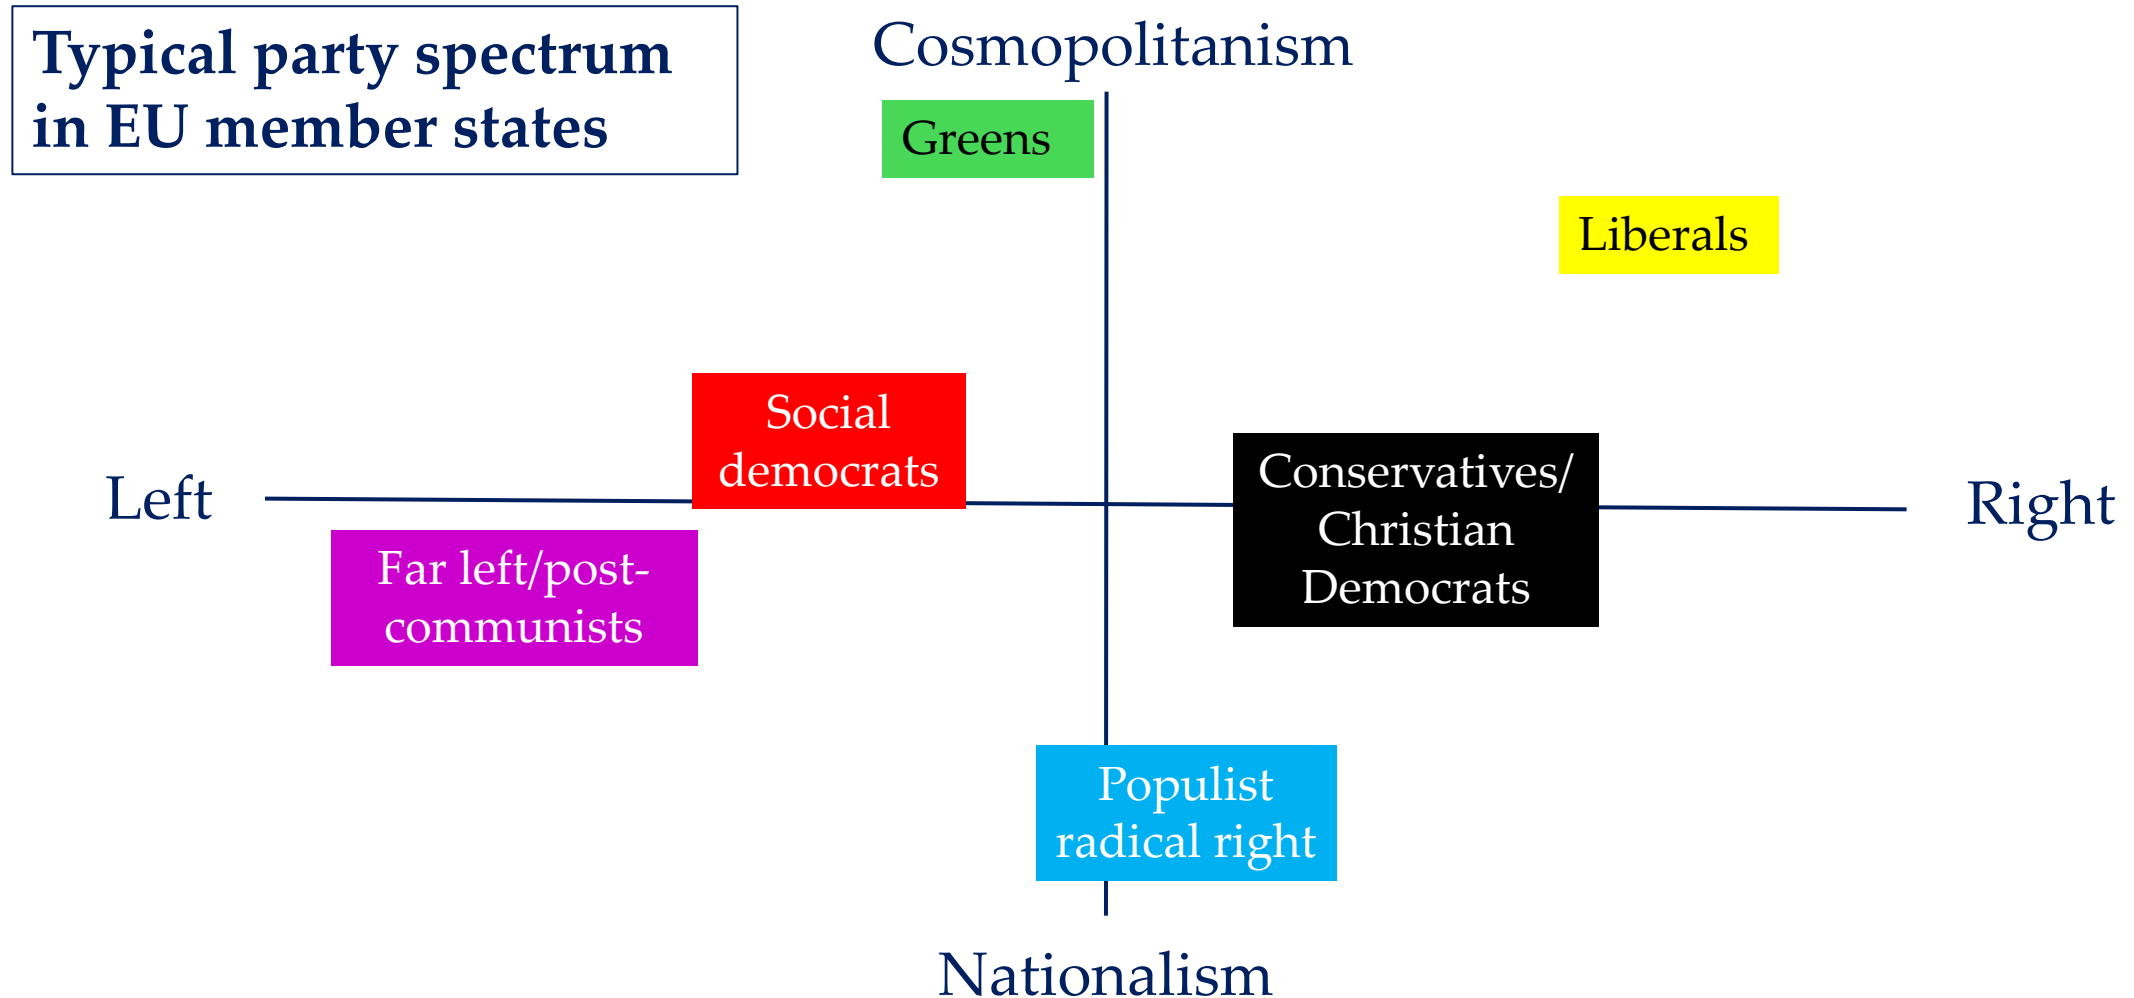 Typical party spectrum
in EU member states
Cosmopolitanism
Greens
Liberals
Social
democrats
Left
Conservatives/
Christian
Democrats
Right
Far left/post-
communists
Populist
radical right
Nationalism